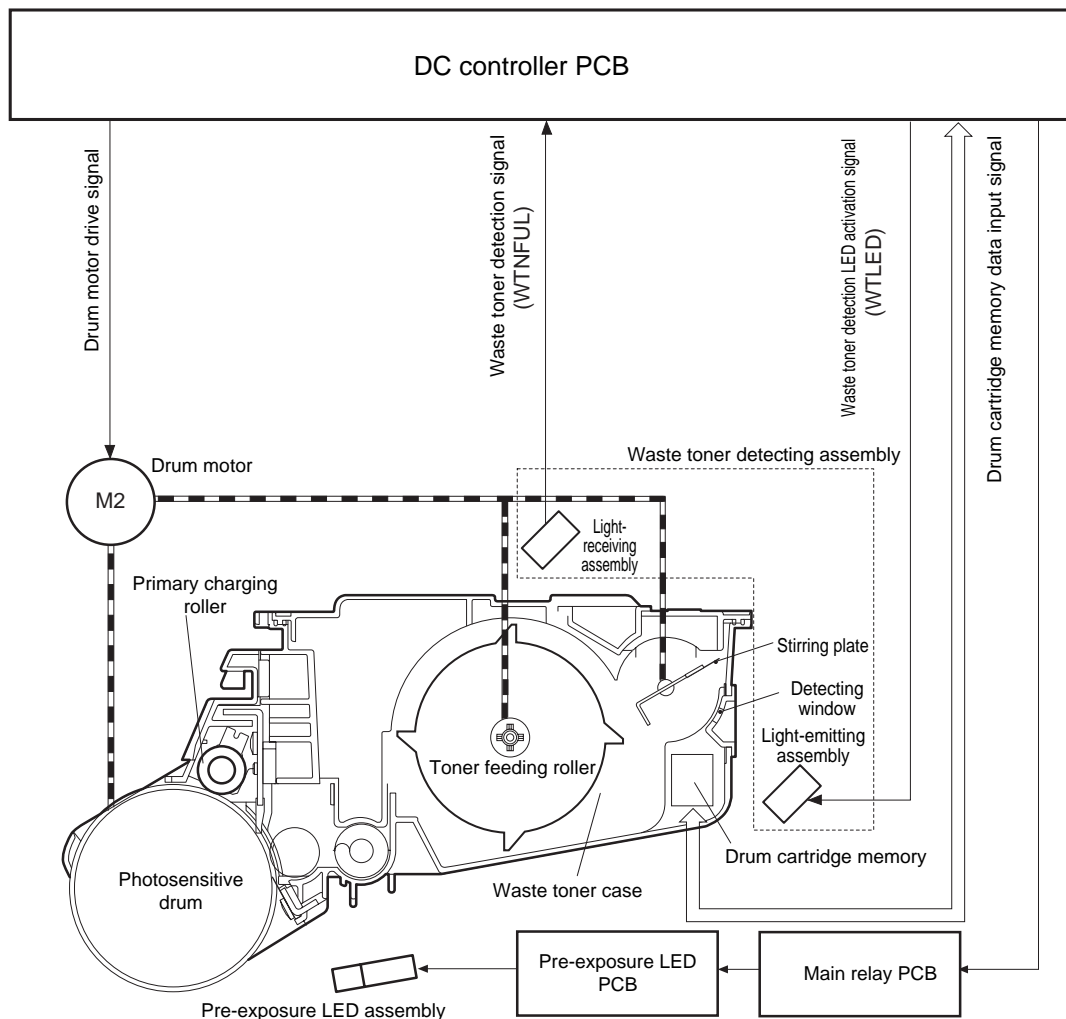 DC controller PCB
Drum motor drive signal
Waste toner detection signal
(WTNFUL)
Waste toner detection LED activation signal
(WTLED)
Drum cartridge memory data input signal
Drum motor
M2
Waste toner detecting assembly
Light-
receiving
assembly
Primary charging
roller
Stirring plate
Detecting
window
Light-emitting
assembly
Toner feeding roller
Drum cartridge memory
Waste toner case
Photosensitive
drum
Pre-exposure LED
PCB
Main relay PCB
Pre-exposure LED assembly